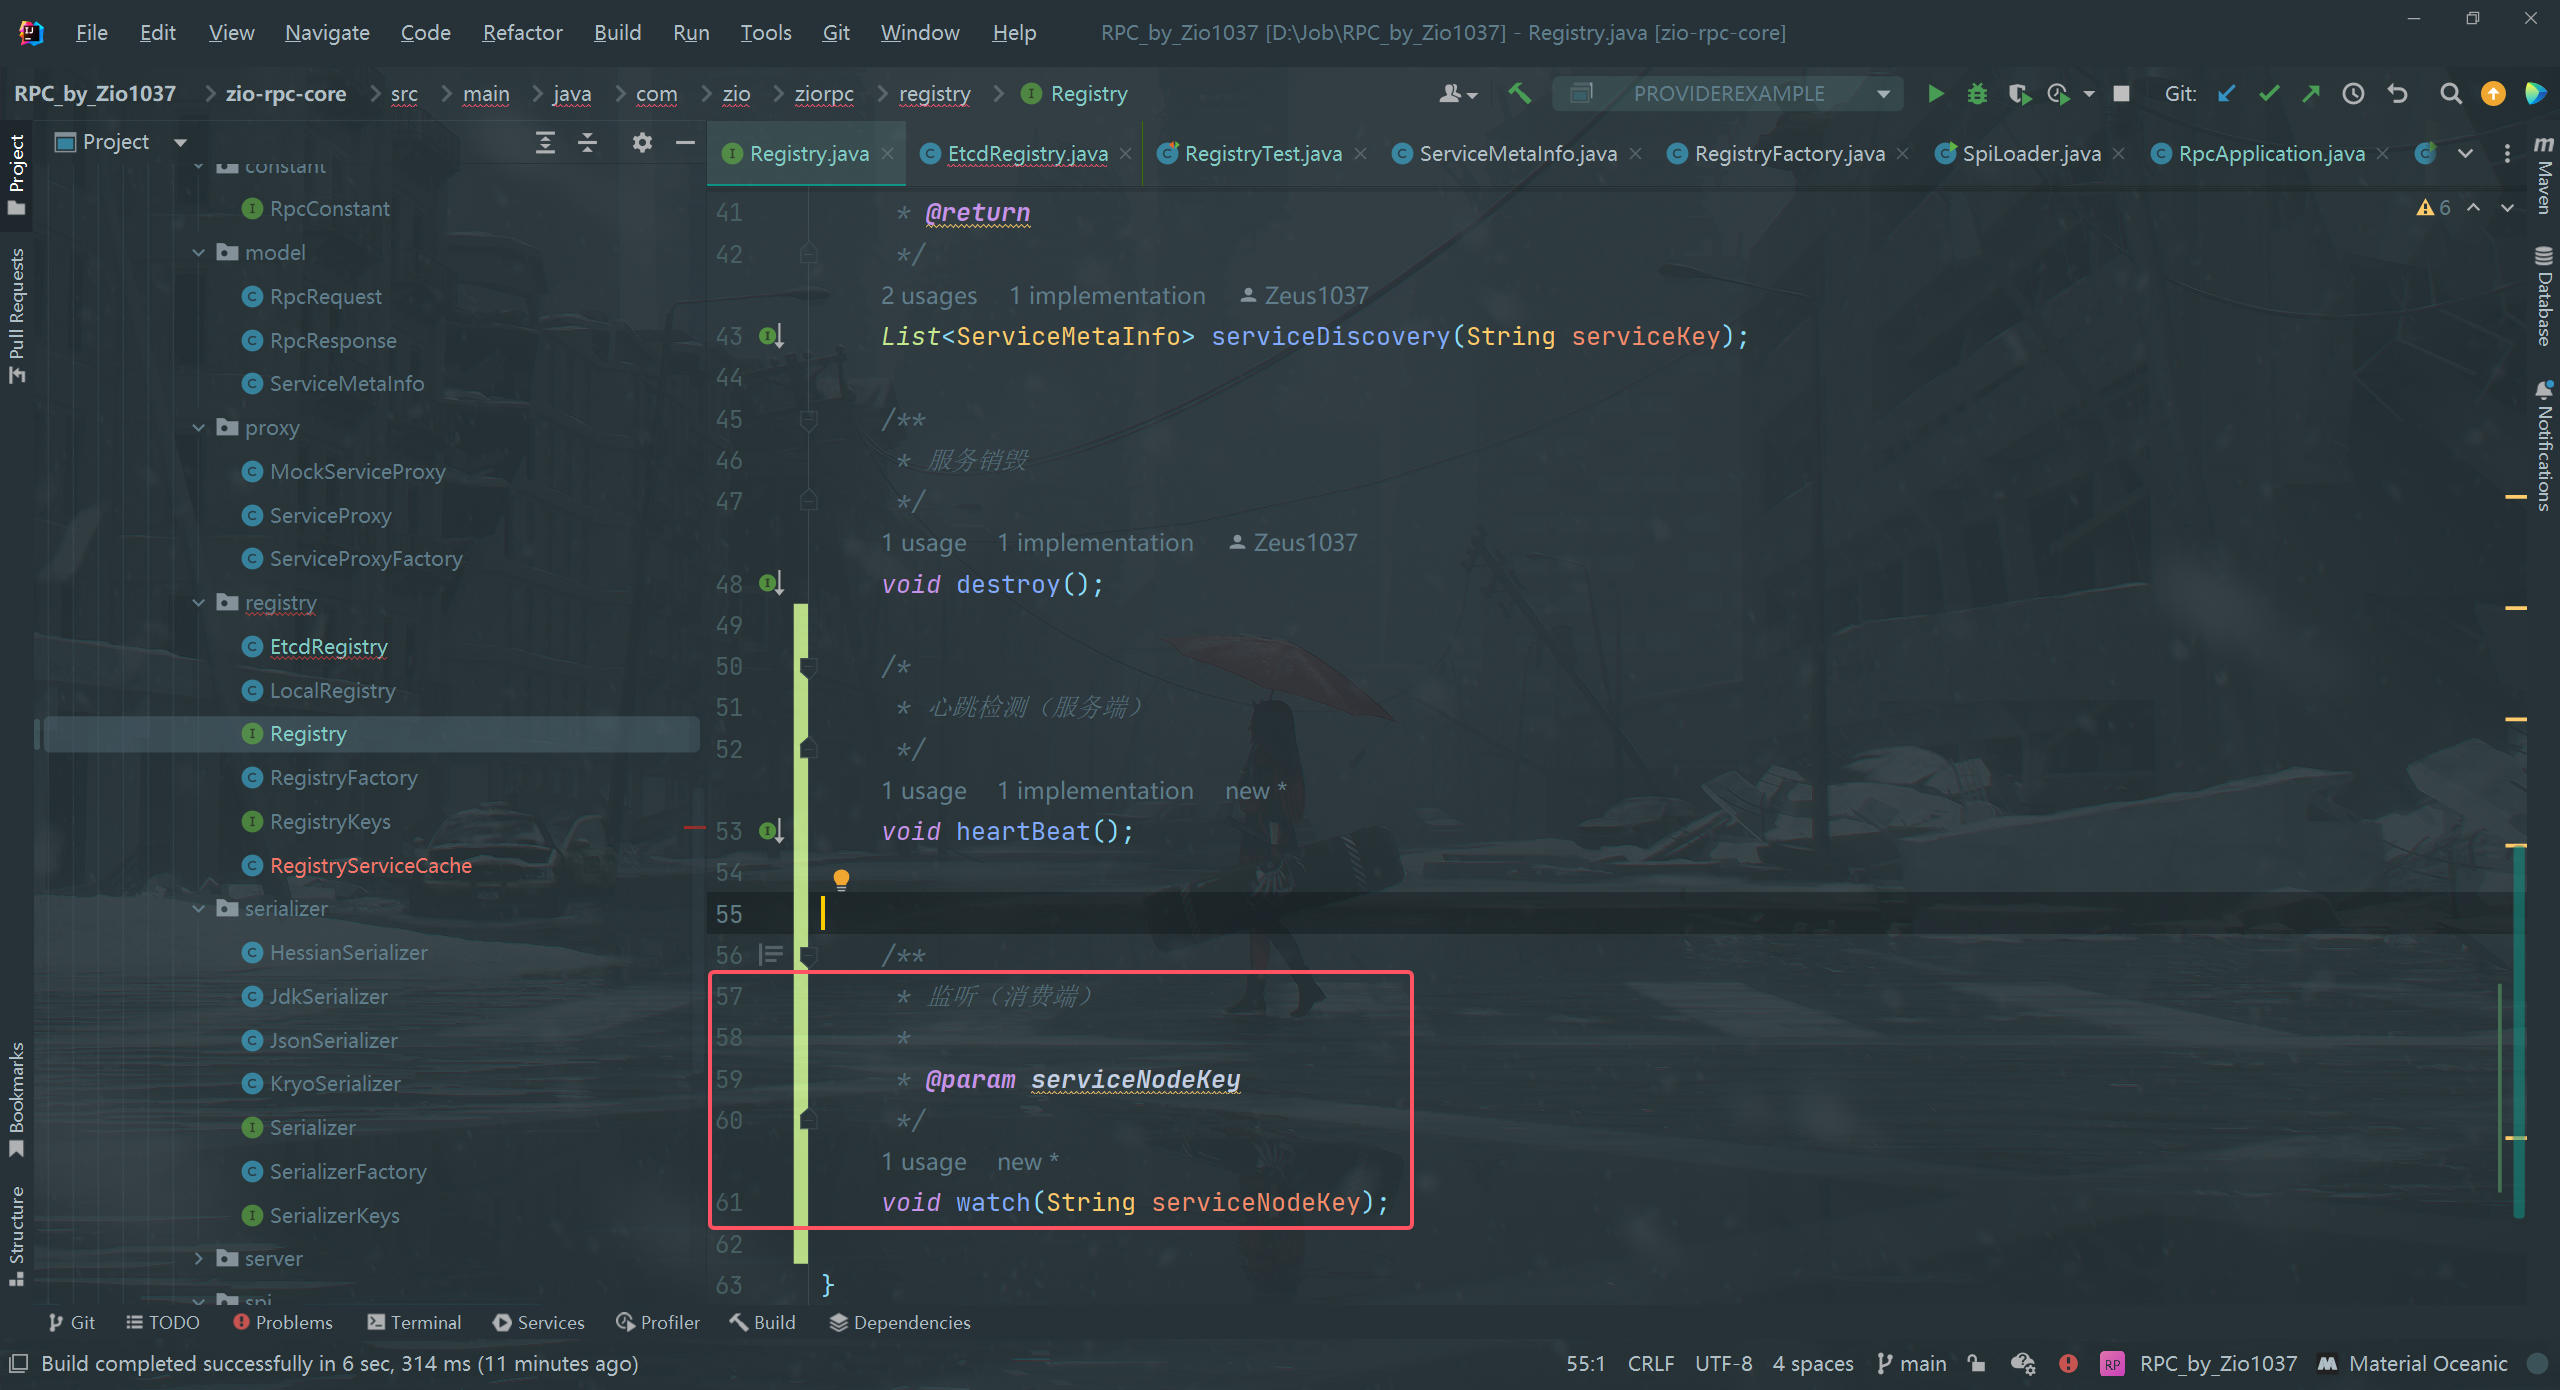 File Edit View Navigate Code Refactor Build Run Tools Git Window Help RPC_by_Zio1037 [D:\Job\RPC_by_Zio1037] - Registry.java [zio-rpc-core]
RPC_by_Zio1037 zio-rpc-core src main java com zio ziorpc registry Registry PROVIDEREXAMPLE Git:
Project
Registry.java EtcdRegistry.java RegistryTest.java ServiceMetaInfo.java RegistryFactory.java SpiLoader.java RpcApplication.java
Project
Pull Requests
Bookmarks
Structure
constant
RpcConstant
model
RpcRequest
RpcResponse
ServiceMetaInfo
proxy
MockServiceProxy
ServiceProxy
ServiceProxyFactory
registry
EtcdRegistry
LocalRegistry
Registry
RegistryFactory
RegistryKeys
RegistryServiceCache
serializer
HessianSerializer
JdkSerializer
JsonSerializer
KryoSerializer
Serializer
SerializerFactory
SerializerKeys
server
spi
6
41 * @return
42 */
2 usages 1 implementation Zeus1037
43 List<ServiceMetaInfo> serviceDiscovery(String serviceKey);
44
45 /**
46 * 服务销毁
47 */
1 usage 1 implementation Zeus1037
48 void destroy();
49
50 /*
51 * 心跳检测（服务端）
52 */
1 usage 1 implementation new *
53 void heartBeat();
54
55
56 /**
57 * 监听（消费端）
58 *
59 * @param serviceNodeKey
60 */
1 usage new *
61 void watch(String serviceNodeKey);
62
63 }
Maven
Database
Notifications
Git TODO Problems Terminal Services Profiler Build Dependencies
Build completed successfully in 6 sec, 314 ms (11 minutes ago) 55:1 CRLF UTF-8 4 spaces main RP RPC_by_Zio1037 Material Oceanic